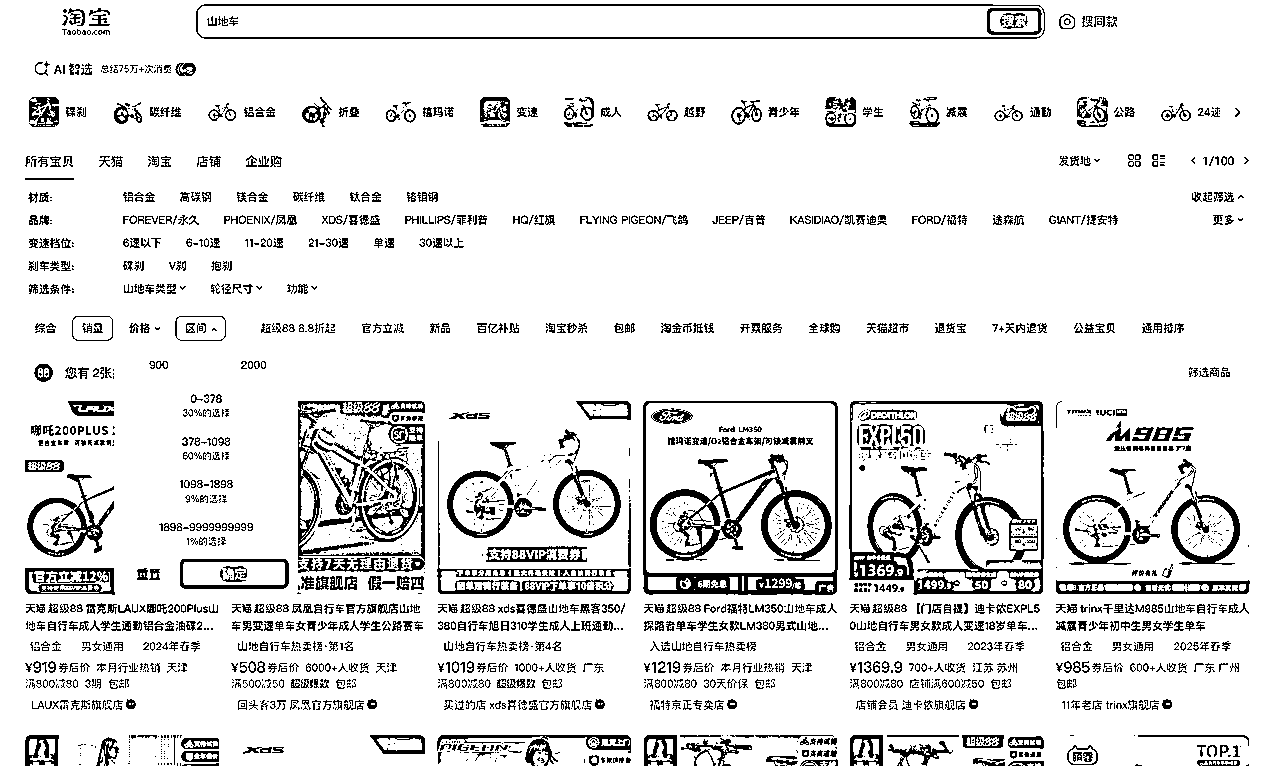 淘宝
Taobao.com
山地车
搜索
搜同款
AI 智选 总结75万+次消费
碟刹 碳纤维 铝合金 折叠 禧玛诺 变速 成人 越野 青少年 学生 减震 通勤 公路 24速
所有宝贝 天猫 淘宝 店铺 企业购
发货地 1/100
材质: 铝合金 高碳钢 镁合金 碳纤维 钛合金 铬钼钢
收起筛选
品牌: FOREVER/永久 PHOENIX/凤凰 XDS/喜德盛 PHILLIPS/菲利普 HQ/红旗 FLYING PIGEON/飞鸽 JEEP/吉普 KASIDIAO/凯赛迪奥 FORD/福特 途森航 GIANT/捷安特
更多
变速档位: 6速以下 6-10速 11-20速 21-30速 单速 30速以上
刹车类型: 碟刹 V刹 抱刹
筛选条件: 山地车类型 轮径尺寸 功能
综合 销量 价格 区间 超级88 8.8折起 官方立减 新品 百亿补贴 淘宝秒杀 包邮 淘金币抵钱 开票服务 全球购 天猫超市 退货宝 7+天内退货 公益宝贝 通用排序
您有 2张
筛选商品
900 2000
0-378
30%的选择
378-1098
60%的选择
1098-1898
9%的选择
1898-9999999999
1%的选择
重置 确定
LAUX
哪吒200PLUS
超级88
官方立减12%
超级88
支持7天无理由退货
准旗舰店 假一赔四
XDS
支持88VIP消费券
Ford
Ford LM350
禧玛诺变速/O2铝合金车架/可锁减震前叉
6期免息
1299
DECATHLON
EXPL50
超级88
1369.9
1499.9
50
80
UCI
M985
天猫 超级88 雷克斯LAUX哪吒200Plus山
地车自行车成人学生通勤铝合金油碟2...
铝合金 男女通用 2024年春季
¥919 券后价 本月行业热销 天津
满800减80 3期 包邮
LAUX雷克斯旗舰店
天猫 超级88 凤凰自行车官方旗舰店山地
车男变速单车女青少年成人学生公路赛车
山地自行车热卖榜·第1名
¥508 券后价 6000+人收货 天津
满500减50 超级爆款 包邮
回头客3万 凤凰官方旗舰店
天猫 超级88 xds喜德盛山地车黑客350/
380自行车旭日310学生成人上班通勤...
山地自行车热卖榜·第4名
¥1019 券后价 1000+人收货 广东
满800减80 超级爆款 包邮
买过的店 xds喜德盛官方旗舰店
天猫 超级88 Ford福特LM350山地车成人
探路者单车学生女款LM380男式山地...
入选山地自行车热卖榜
¥1219 券后价 本月行业热销 天津
满800减80 30天价保 包邮
福特京正专卖店
天猫 超级88 【门店自提】迪卡侬EXPL5
0山地车自行车男女款成人变速18岁单车...
铝合金 男女通用 2023年春季
¥1369.9 700+人收货 江苏 苏州
满800减80 店铺满600减50 包邮
店铺会员 迪卡侬旗舰店
天猫 trinx千里达M985山地车自行车成人
减震青少年初中生男女学生单车
铝合金 男女通用 2025年春季
¥985 券后价 600+人收货 广东 广州
包邮
11年老店 trinx旗舰店
XDS
PIGEON
超级88
TOP.1